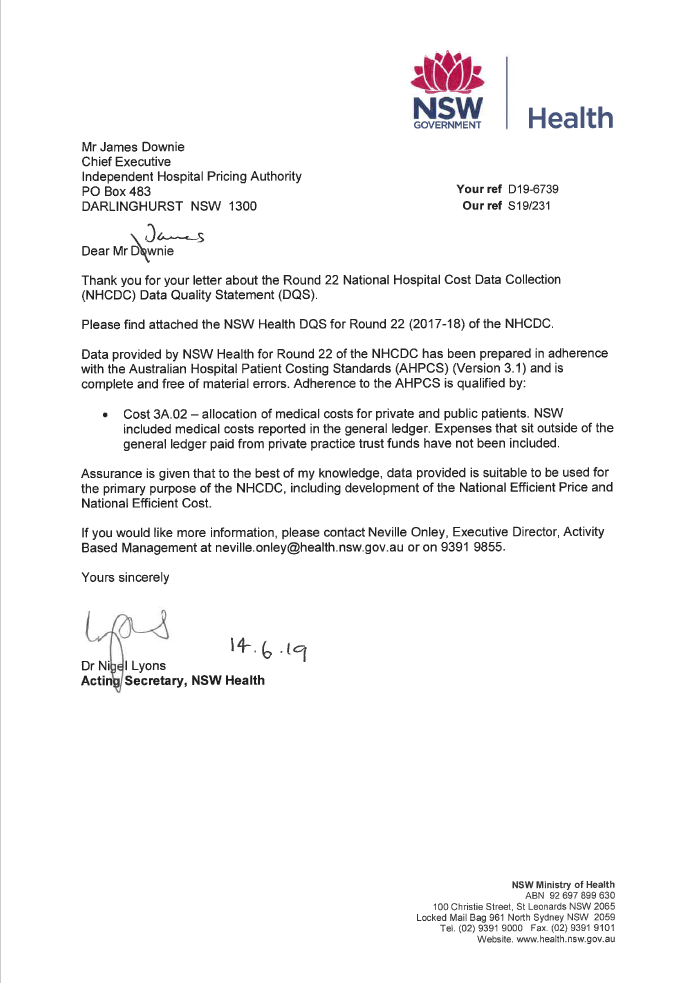 NSW
GOVERNMENT
Health
Mr James Downie
Chief Executive
Independent Hospital Pricing Authority
PO Box 483
DARLINGHURST NSW 1300
Your ref D19-6739
Our ref S19/231
James
Dear Mr Downie
Thank you for your letter about the Round 22 National Hospital Cost Data Collection
(NHCDC) Data Quality Statement (DQS).
Please find attached the NSW Health DQS for Round 22 (2017-18) of the NHCDC.
Data provided by NSW Health for Round 22 of the NHCDC has been prepared in adherence
with the Australian Hospital Patient Costing Standards (AHPCS) (Version 3.1) and is
complete and free of material errors. Adherence to the AHPCS is qualified by:
• Cost 3A.02 – allocation of medical costs for private and public patients. NSW
included medical costs reported in the general ledger. Expenses that sit outside of the
general ledger paid from private practice trust funds have not been included.
Assurance is given that to the best of my knowledge, data provided is suitable to be used for
the primary purpose of the NHCDC, including development of the National Efficient Price and
National Efficient Cost.
If you would like more information, please contact Neville Onley, Executive Director, Activity
Based Management at neville.onley@health.nsw.gov.au or on 9391 9855.
Yours sincerely
14.6.19
Dr Nigel Lyons
Acting Secretary, NSW Health
NSW Ministry of Health
ABN 92 697 899 630
100 Christie Street, St Leonards NSW 2065
Locked Mail Bag 961 North Sydney NSW 2059
Tel. (02) 9391 9000 Fax. (02) 9391 9101
Website. www.health.nsw.gov.au